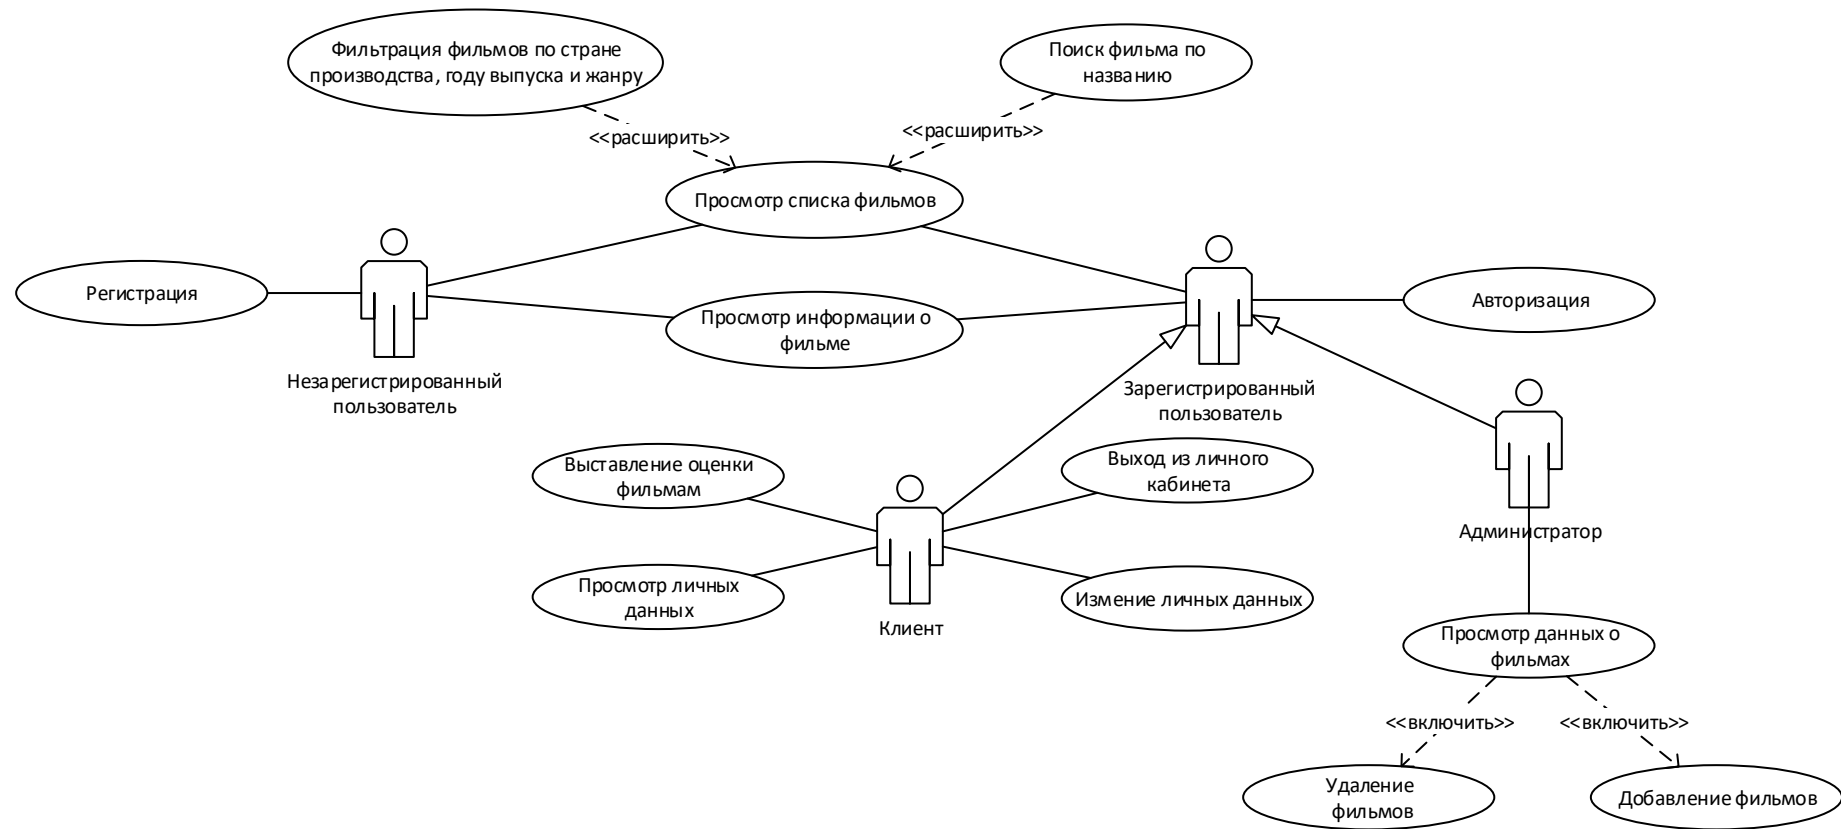 Фильтрация фильмов по стране
производства, году выпуска и жанру
Поиск фильма по
названию
<<расширить>>
<<расширить>>
Просмотр списка фильмов
Регистрация
Незарегистрированный
пользователь
Просмотр информации о
фильме
Зарегистрированный
пользователь
Авторизация
Администратор
Выставление оценки
фильмам
Выход из личного
кабинета
Просмотр личных
данных
Измение личных данных
Клиент
Просмотр данных о
фильмах
<<включить>>
<<включить>>
Удаление
фильмов
Добавление фильмов